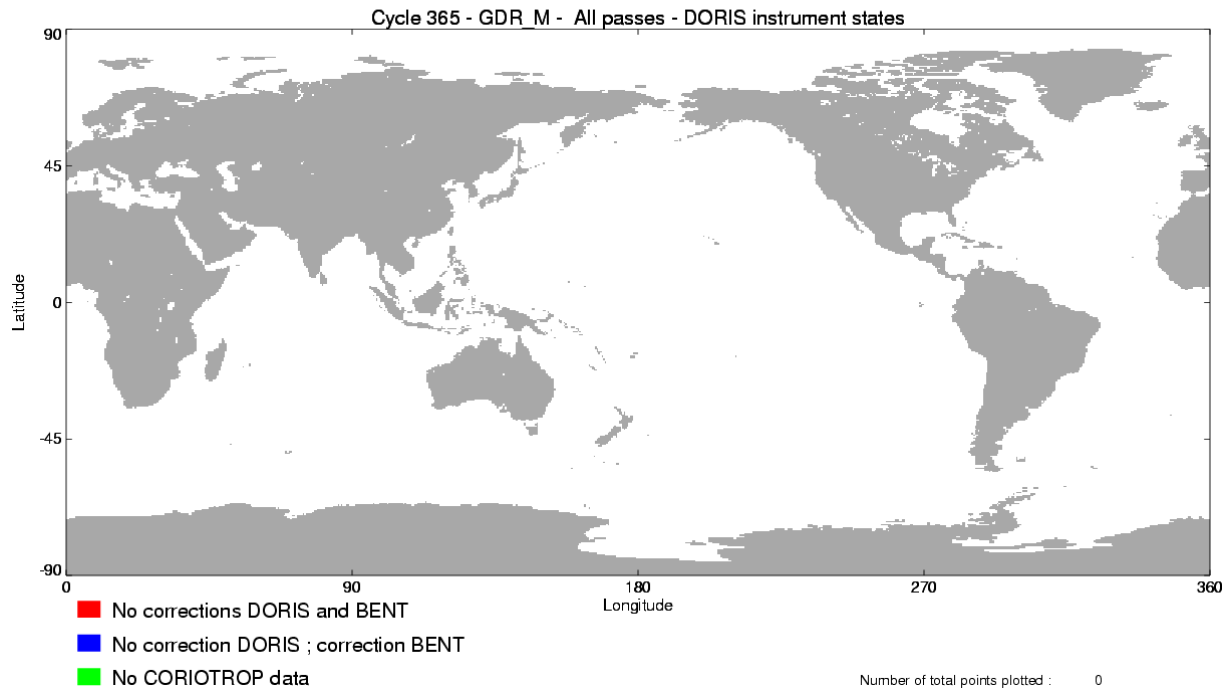 Cycle 365 - GDR_M - All passes - DORIS instrument states
90
45
0
-45
-90
Latitude
0 90 180 270 360
Longitude
No corrections DORIS and BENT
No correction DORIS ; correction BENT
No CORIOTROP data
Number of total points plotted : 0